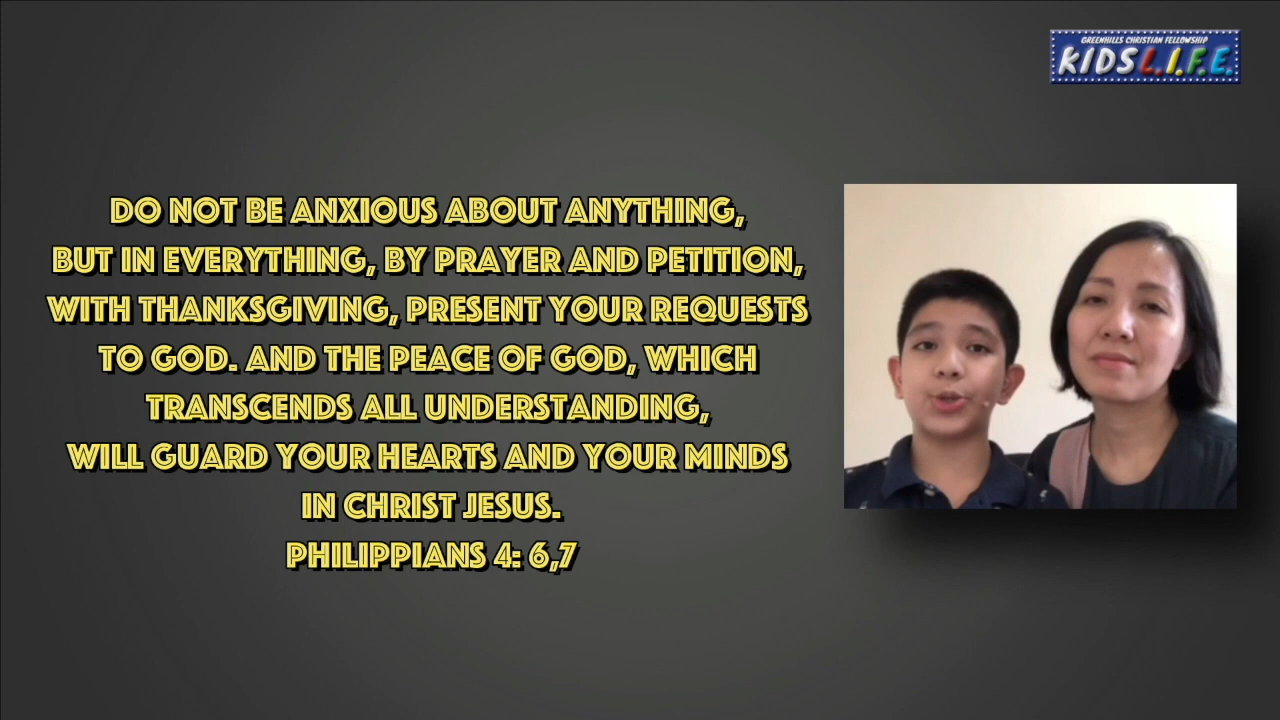 GREENHILLS CHRISTIAN FELLOWSHIP
KIDS L.I.F.E.
DO NOT BE ANXIOUS ABOUT ANYTHING,
BUT IN EVERYTHING, BY PRAYER AND PETITION,
WITH THANKSGIVING, PRESENT YOUR REQUESTS
TO GOD. AND THE PEACE OF GOD, WHICH
TRANSCENDS ALL UNDERSTANDING,
WILL GUARD YOUR HEARTS AND YOUR MINDS
IN CHRIST JESUS.
PHILIPPIANS 4: 6,7